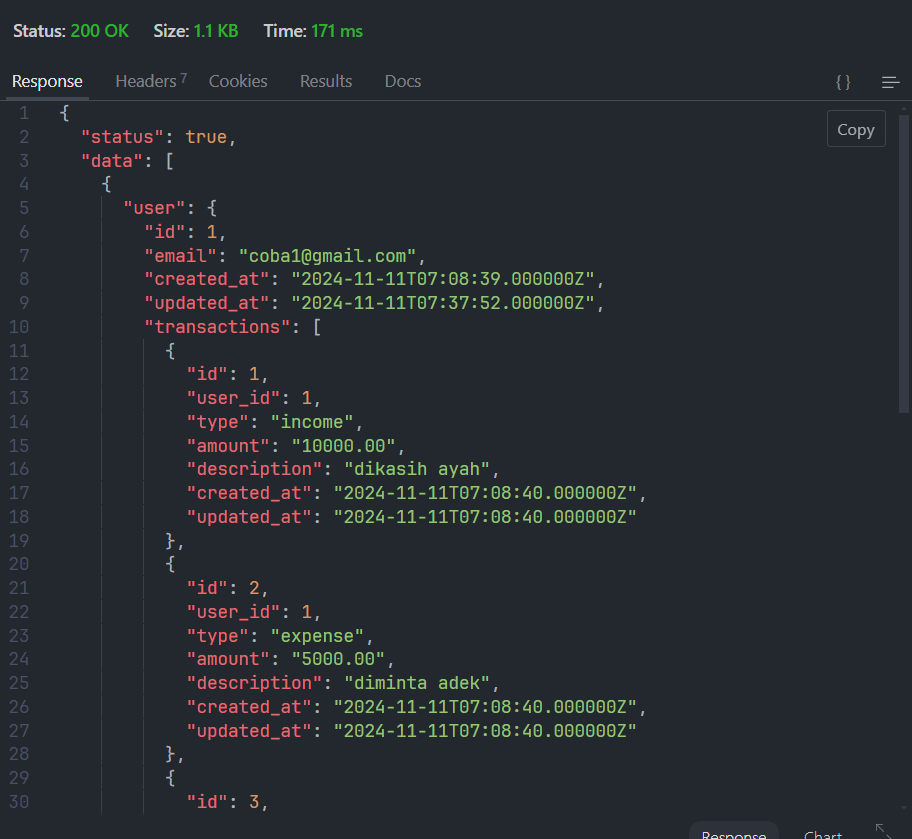 Status: 200 OK Size: 1.1 KB Time: 171 ms
Response Headers 7 Cookies Results Docs { }
1 {
Copy
2 "status": true,
3 "data": [
4 {
5 "user": {
6 "id": 1,
7 "email": "coba1@gmail.com",
8 "created_at": "2024-11-11T07:08:39.000000Z",
9 "updated_at": "2024-11-11T07:37:52.000000Z",
10 "transactions": [
11 {
12 "id": 1,
13 "user_id": 1,
14 "type": "income",
15 "amount": "10000.00",
16 "description": "dikasih ayah",
17 "created_at": "2024-11-11T07:08:40.000000Z",
18 "updated_at": "2024-11-11T07:08:40.000000Z"
19 },
20 {
21 "id": 2,
22 "user_id": 1,
23 "type": "expense",
24 "amount": "5000.00",
25 "description": "diminta adek",
26 "created_at": "2024-11-11T07:08:40.000000Z",
27 "updated_at": "2024-11-11T07:08:40.000000Z"
28 },
29 {
30 "id": 3,
Response Chart